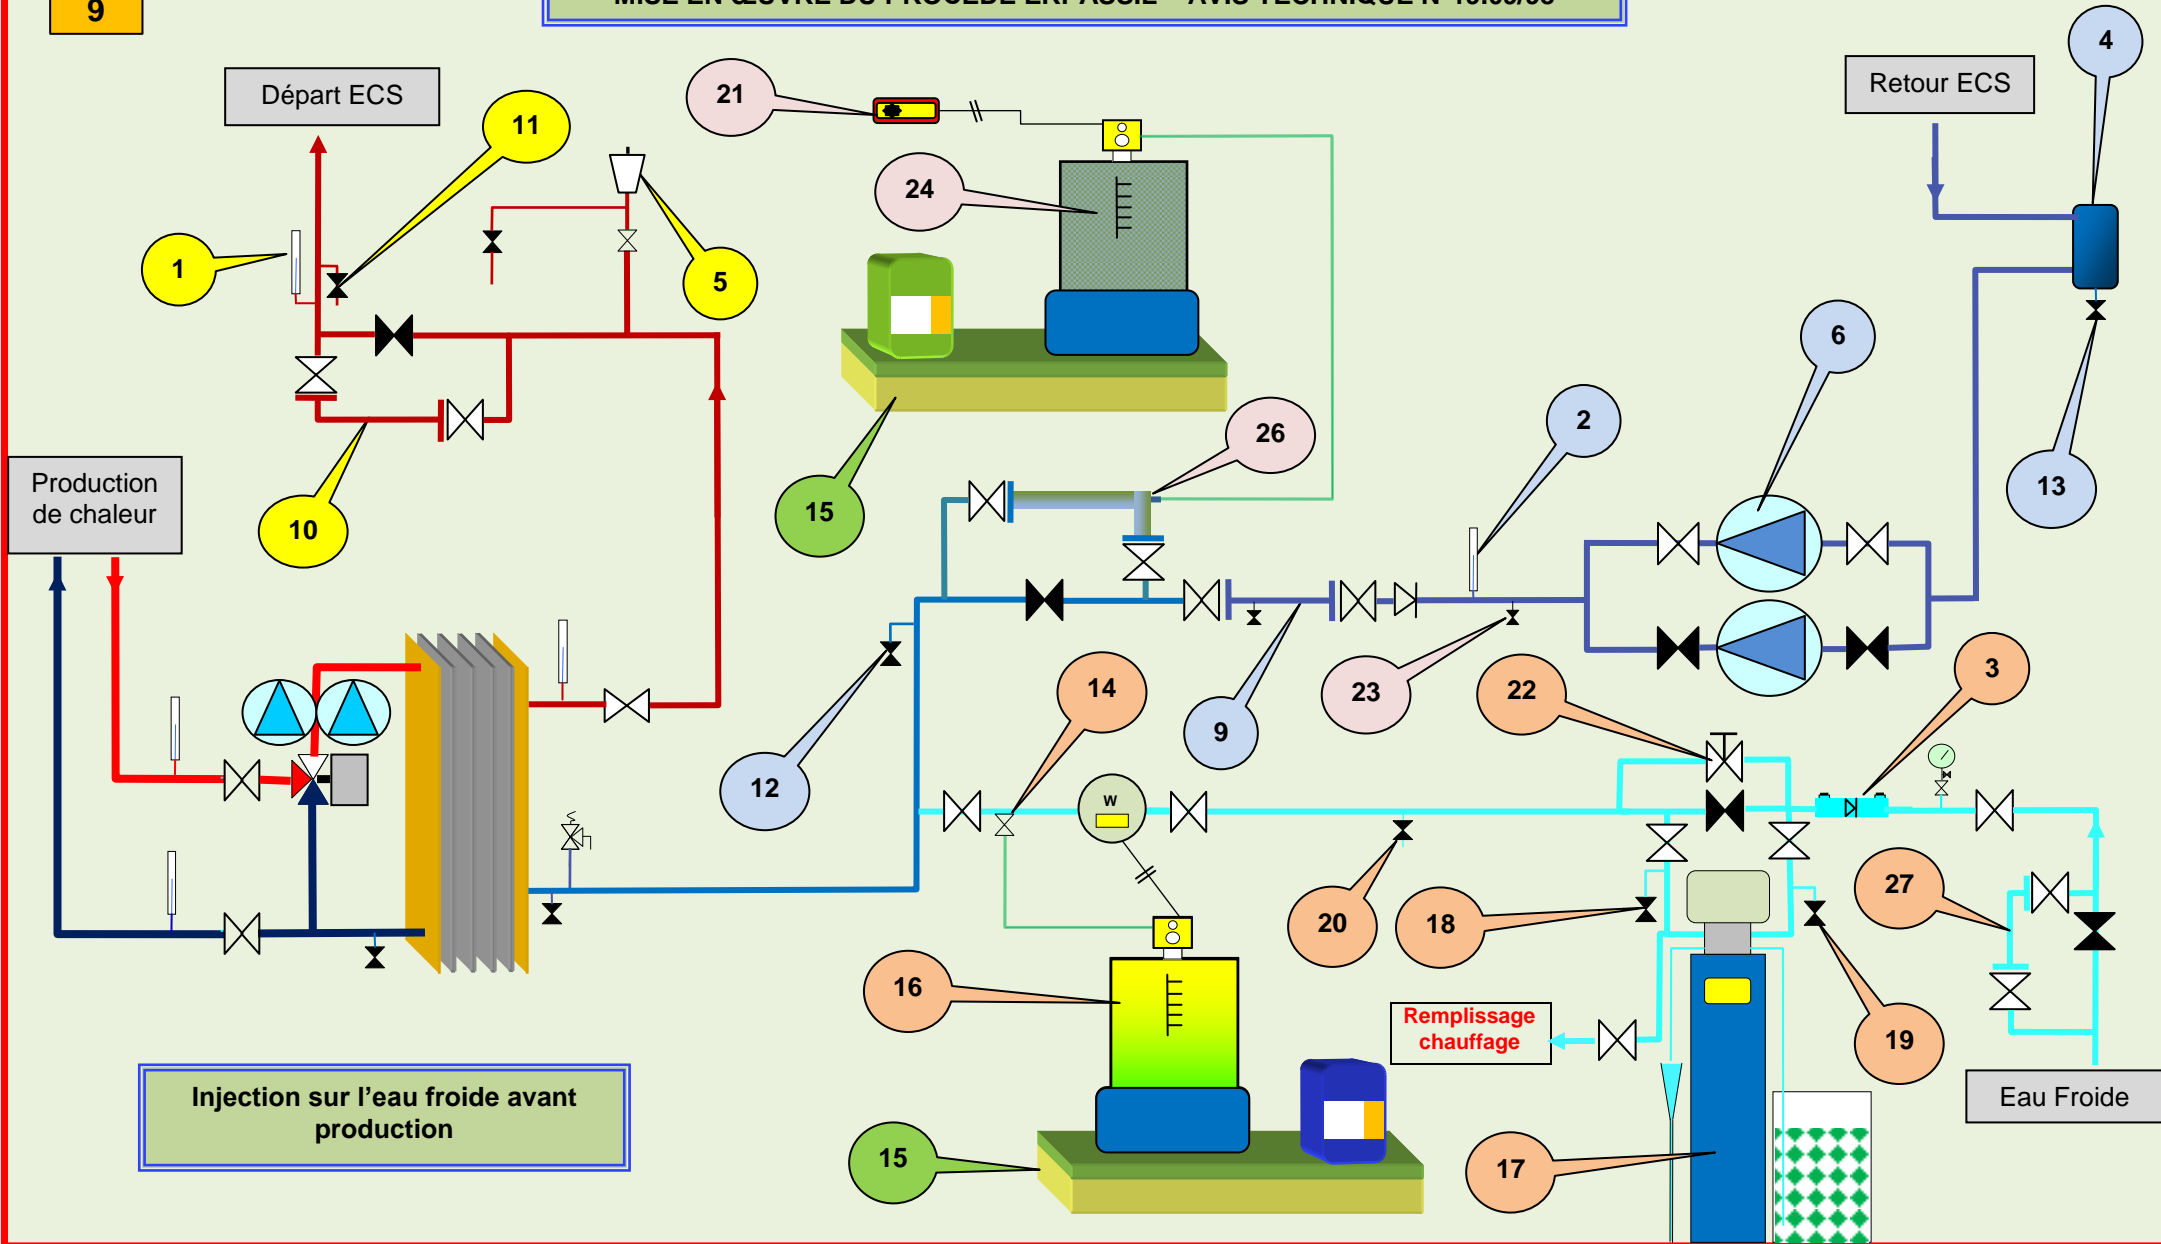 9
Départ ECS
21
11
24
1
5
Retour ECS
4
6
2
26
13
15
10
Production
de chaleur
14
22
3
23
9
12
W
27
20
18
16
19
Remplissage
chauffage
Eau Froide
Injection sur l'eau froide avant
production
15
17